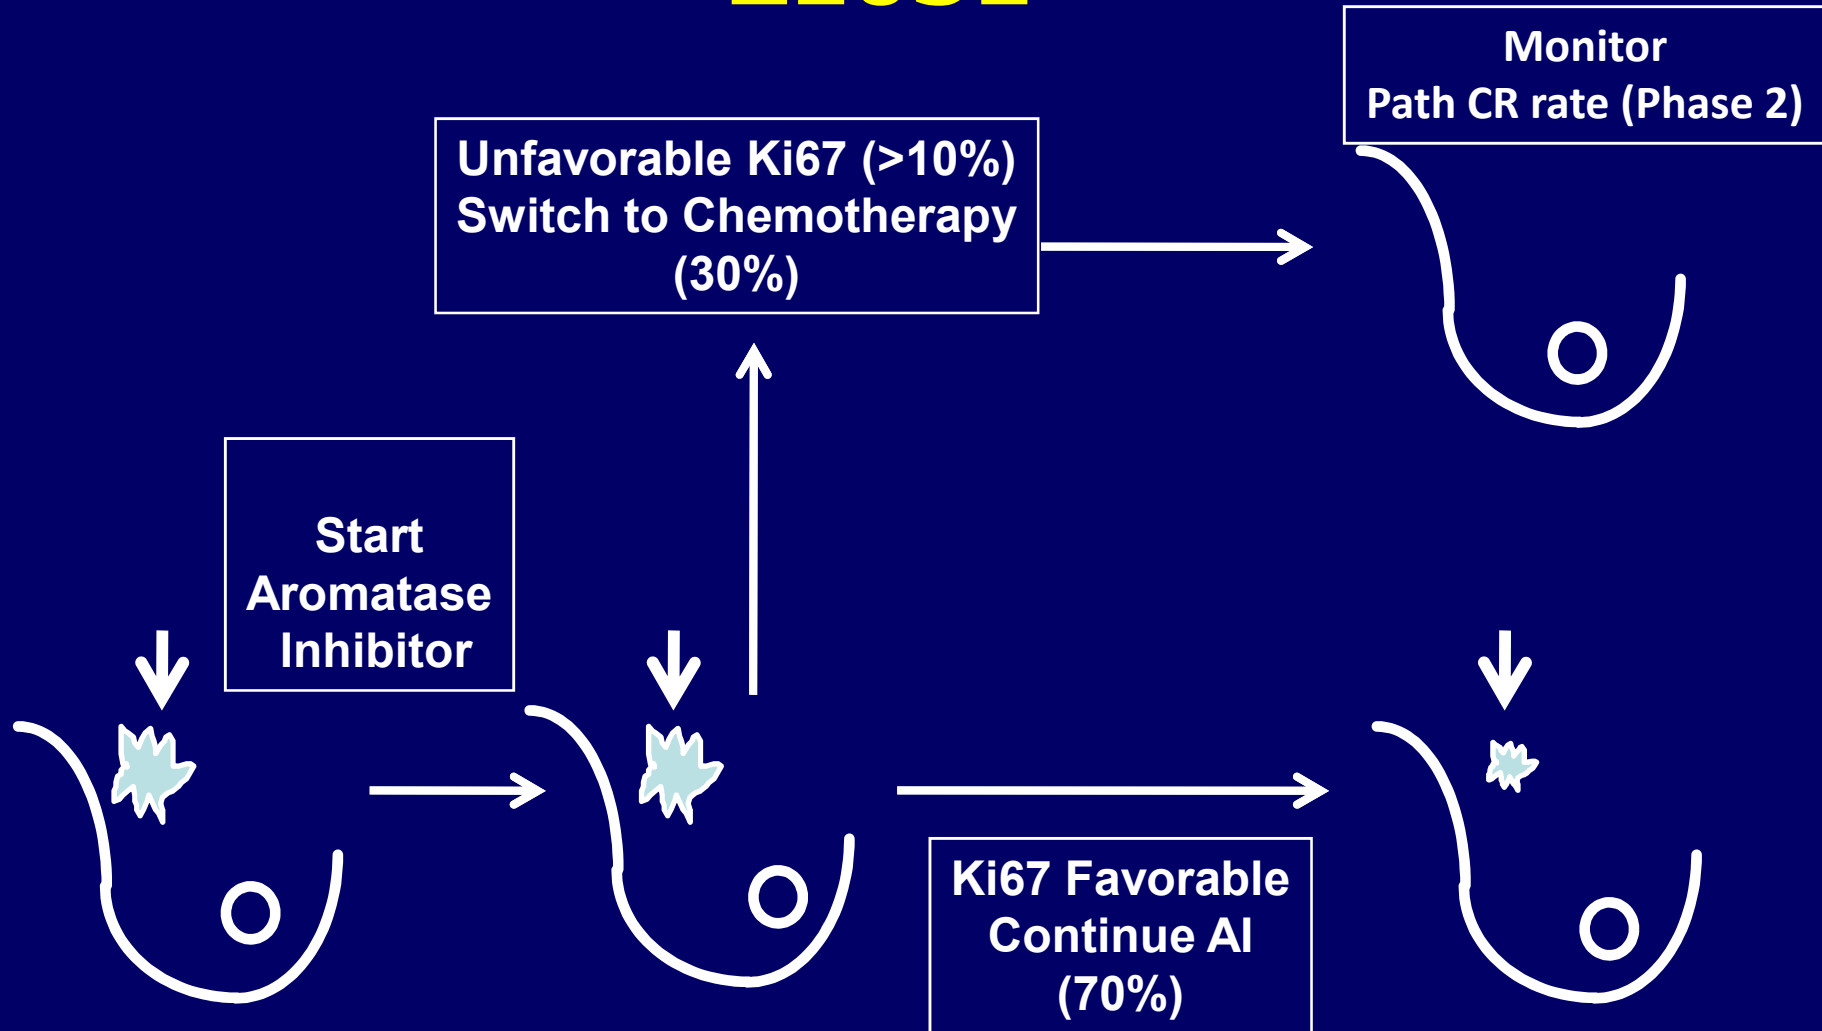 Monitor
Path CR rate (Phase 2)
Unfavorable Ki67 (>10%)
Switch to Chemotherapy
(30%)
Start
Aromatase
Inhibitor
Ki67 Favorable
Continue AI
(70%)